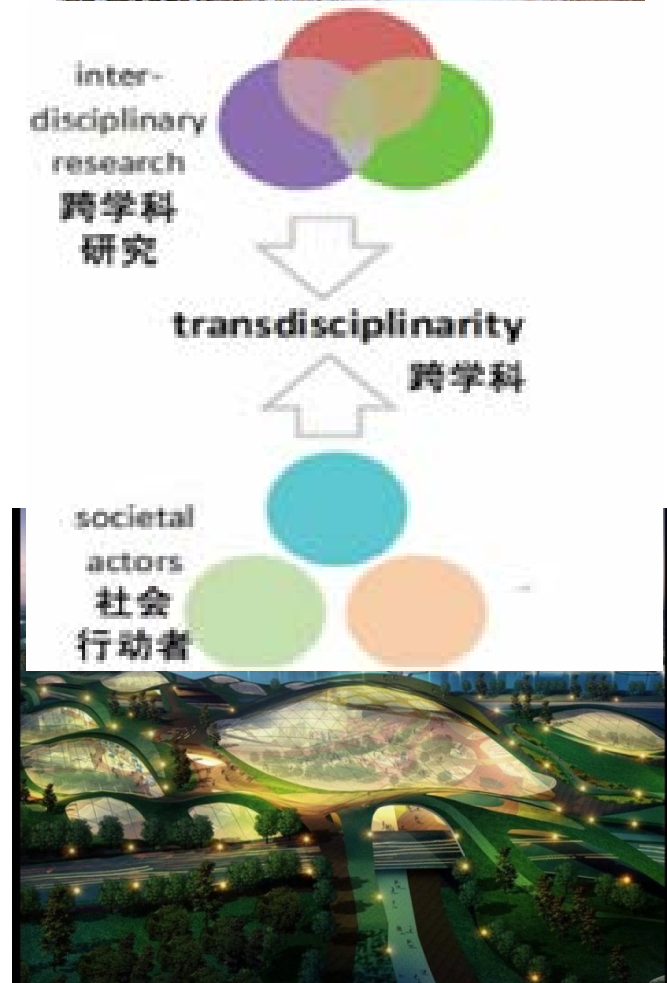 inter-
disciplinary
research
跨学科
研究
transdisciplinarity
跨学科
societal
actors
社会
行动者